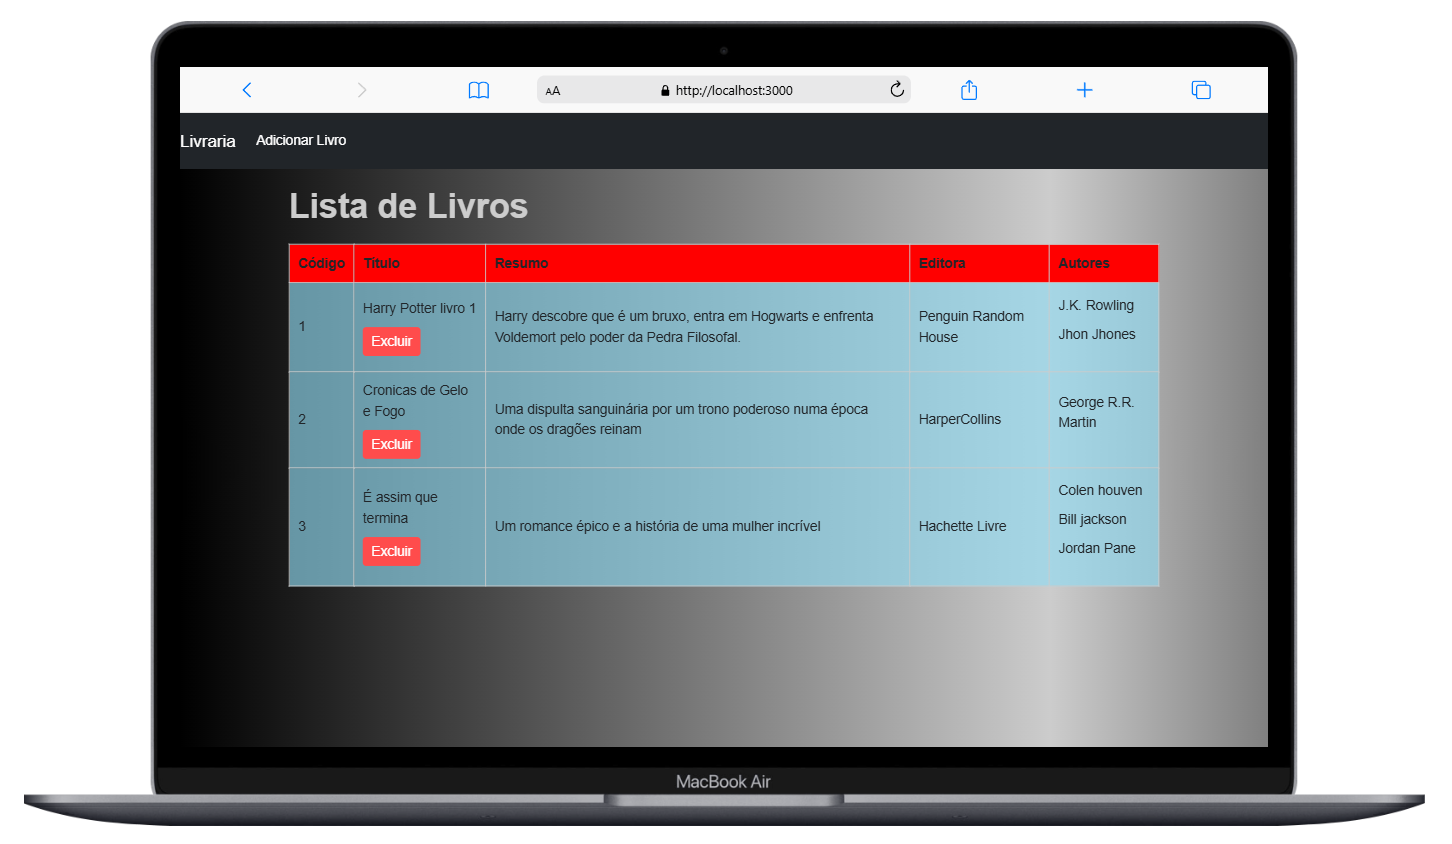 AA
http://localhost:3000
Livraria
Adicionar Livro
Lista de Livros
Código
Título
Resumo
Editora
Autores
1
Harry Potter livro 1
Excluir
Harry descobre que é um bruxo, entra em Hogwarts e enfrenta
Voldemort pelo poder da Pedra Filosofal.
Penguin Random
House
J.K. Rowling
Jhon Jhones
2
Cronicas de Gelo
e Fogo
Excluir
Uma dispulta sanguinária por um trono poderoso numa época
onde os dragões reinam
HarperCollins
George R.R.
Martin
3
É assim que
termina
Excluir
Um romance épico e a história de uma mulher incrível
Hachette Livre
Colen houven
Bill jackson
Jordan Pane
MacBook Air